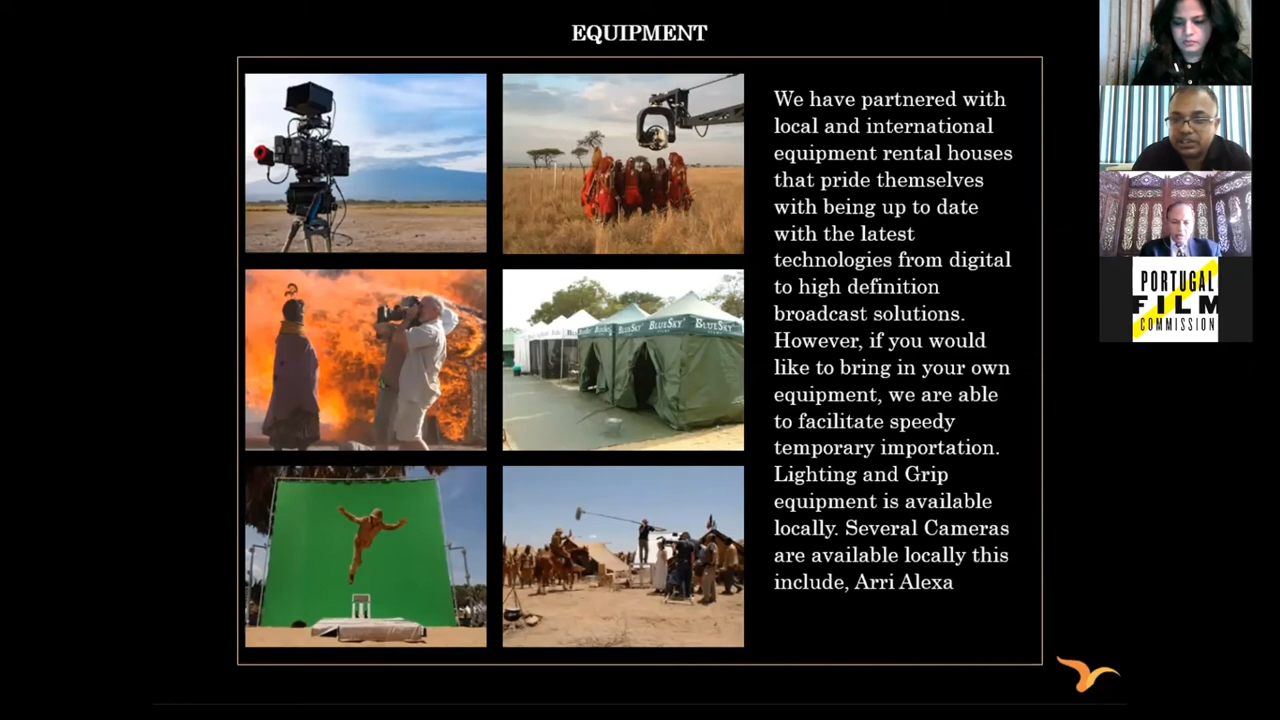 EQUIPMENT
We have partnered with
local and international
equipment rental houses
that pride themselves
with being up to date
with the latest
technologies from digital
to high definition
broadcast solutions.
However, if you would
like to bring in your own
equipment, we are able
to facilitate speedy
temporary importation.
Lighting and Grip
equipment is available
locally. Several Cameras
are available locally this
include, Arri Alexa
BLUESKY
BLUESKY
BLUESKY
PORTUGAL
FILM
COMMISSION